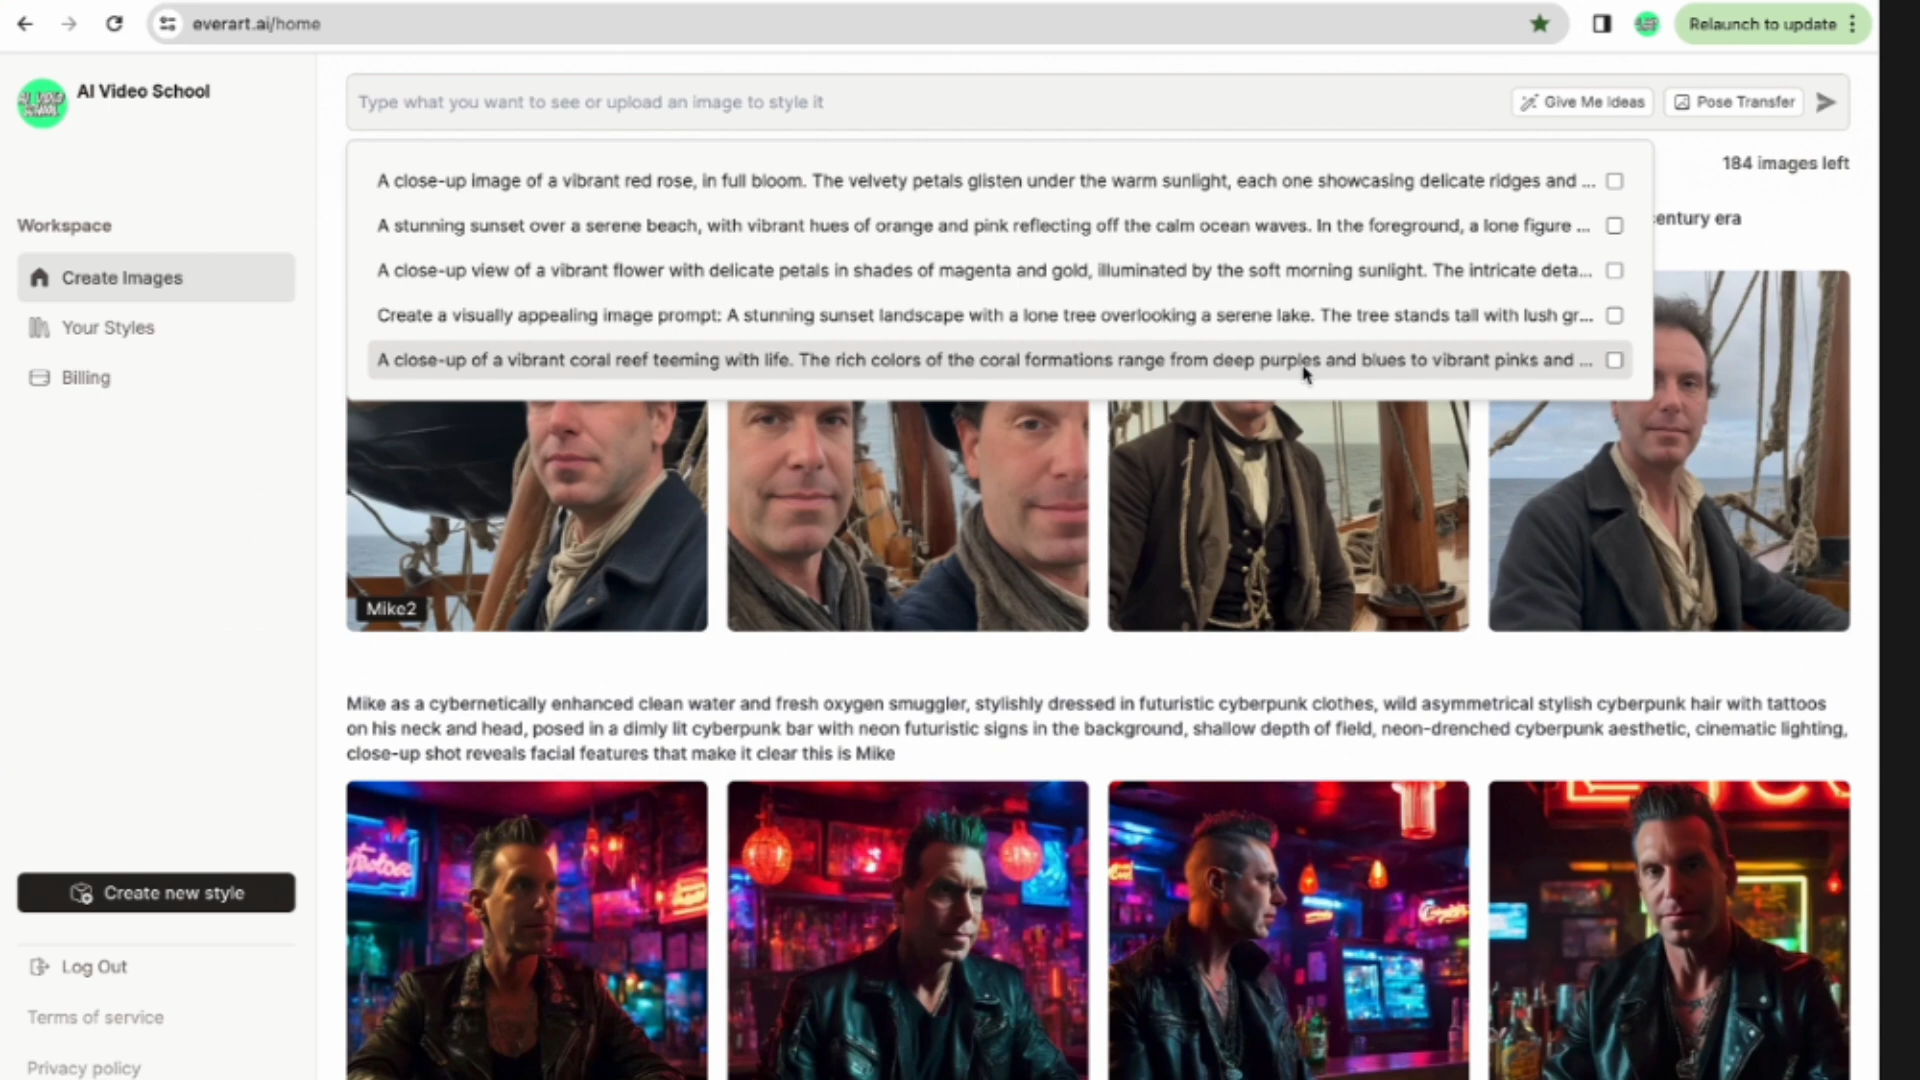 everart.ai/home
Relaunch to update
AI Video School
Type what you want to see or upload an image to style it
Give Me Ideas
Pose Transfer
184 images left
A close-up image of a vibrant red rose, in full bloom. The velvety petals glisten under the warm sunlight, each one showcasing delicate ridges and ...
A stunning sunset over a serene beach, with vibrant hues of orange and pink reflecting off the calm ocean waves. In the foreground, a lone figure ...
century era
A close-up view of a vibrant flower with delicate petals in shades of magenta and gold, illuminated by the soft morning sunlight. The intricate deta...
Create a visually appealing image prompt: A stunning sunset landscape with a lone tree overlooking a serene lake. The tree stands tall with lush gr...
A close-up of a vibrant coral reef teeming with life. The rich colors of the coral formations range from deep purples and blues to vibrant pinks and ...
Workspace
Create Images
Your Styles
Billing
Mike2
Mike as a cybernetically enhanced clean water and fresh oxygen smuggler, stylishly dressed in futuristic cyberpunk clothes, wild asymmetrical stylish cyberpunk hair with tattoos
on his neck and head, posed in a dimly lit cyberpunk bar with neon futuristic signs in the background, shallow depth of field, neon-drenched cyberpunk aesthetic, cinematic lighting,
close-up shot reveals facial features that make it clear this is Mike
Create new style
Log Out
Terms of service
Privacy policy